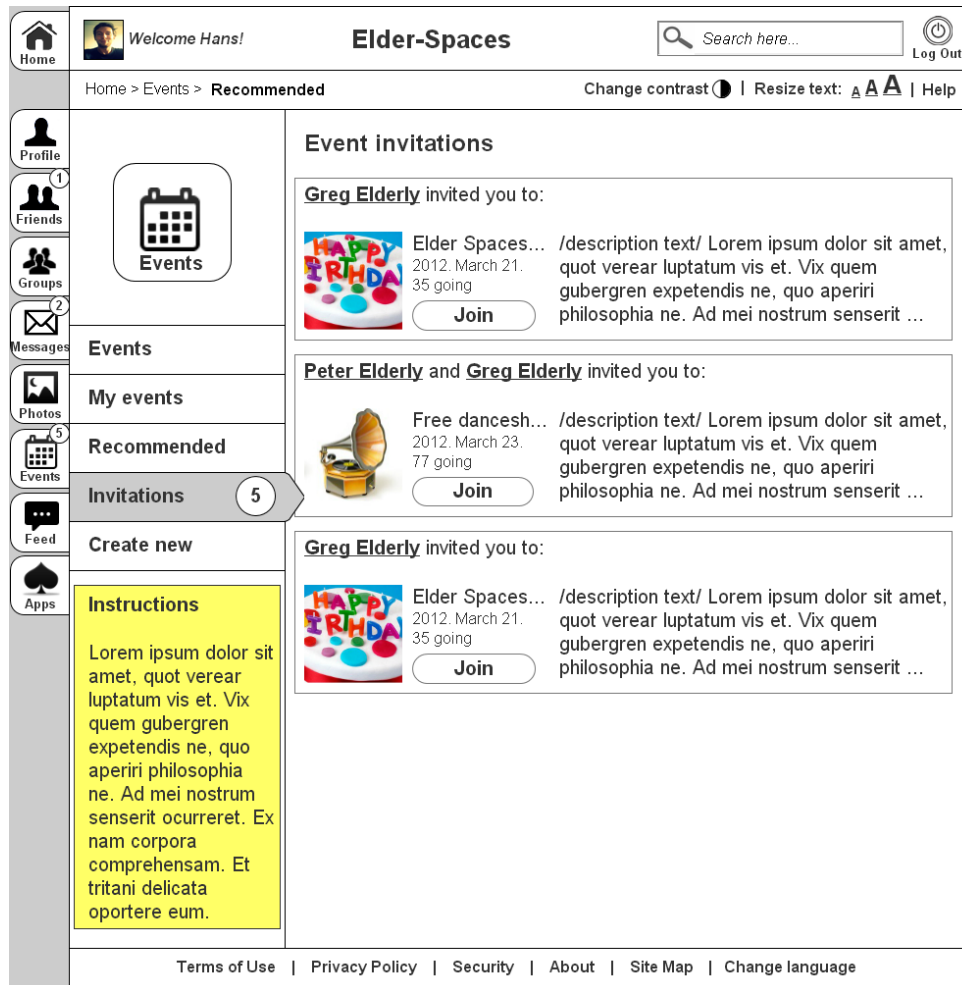 Home
Welcome Hans!
Elder-Spaces
Search here...
Log Out
Home > Events > Recommended
Change contrast | Resize text: A A A | Help
Profile
1
Friends
Groups
2
Messages
Photos
5
Events
Feed
Apps
Events
Events
My events
Recommended
Invitations 5
Create new
Instructions
Lorem ipsum dolor sit
amet, quot verear
luptatum vis et. Vix
quem gubergren
expetendis ne, quo
aperiri philosophia
ne. Ad mei nostrum
senserit ocurreret. Ex
nam corpora
comprehensam. Et
tritani delicata
oportere eum.
Event invitations
Greg Elderly invited you to:
HAPPY
BIRTHDA
Elder Spaces...
2012. March 21.
35 going
Join
/description text/ Lorem ipsum dolor sit amet,
quot verear luptatum vis et. Vix quem
gubergren expetendis ne, quo aperiri
philosophia ne. Ad mei nostrum senserit ...
Peter Elderly and Greg Elderly invited you to:
Free dancesh...
2012. March 23.
77 going
Join
/description text/ Lorem ipsum dolor sit amet,
quot verear luptatum vis et. Vix quem
gubergren expetendis ne, quo aperiri
philosophia ne. Ad mei nostrum senserit ...
Greg Elderly invited you to:
HAPPY
BIRTHDA
Elder Spaces...
2012. March 21.
35 going
Join
/description text/ Lorem ipsum dolor sit amet,
quot verear luptatum vis et. Vix quem
gubergren expetendis ne, quo aperiri
philosophia ne. Ad mei nostrum senserit ...
Terms of Use | Privacy Policy | Security | About | Site Map | Change language